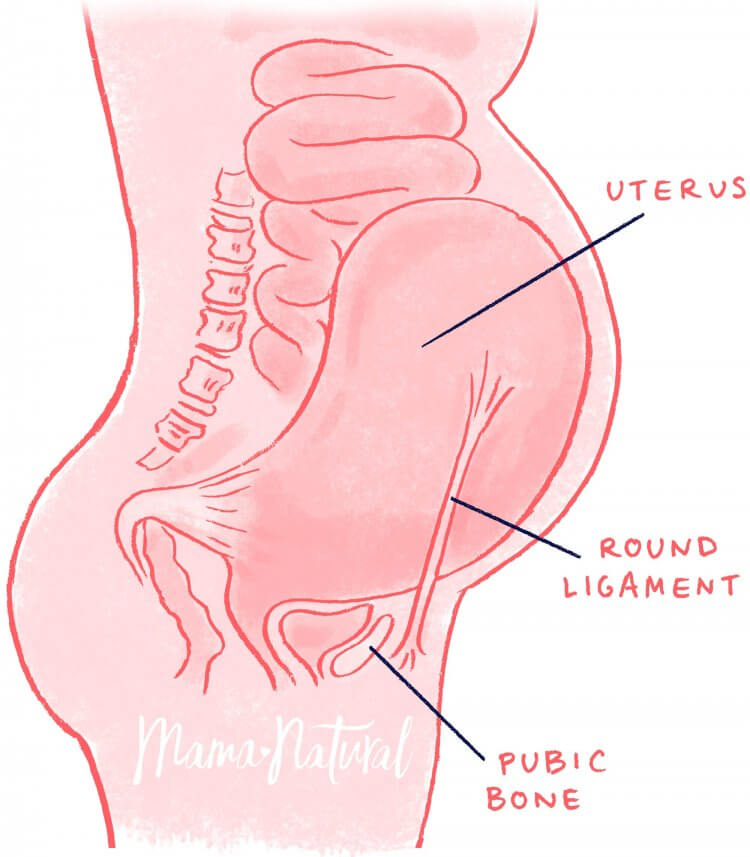 UTERUS
ROUND
LIGAMENT
Mama Natural
PUBIC
BONE